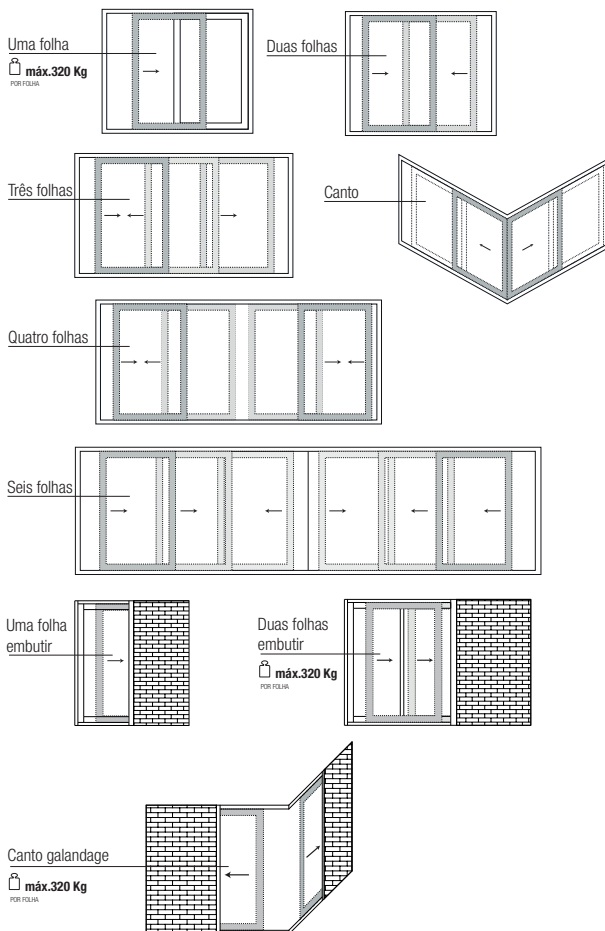 Uma folha
máx.320 Kg
POR FOLHA
Duas folhas
Três folhas
Canto
Quatro folhas
Seis folhas
Uma folha
embutir
Duas folhas
embutir
máx.320 Kg
POR FOLHA
Canto galandage
máx.320 Kg
POR FOLHA